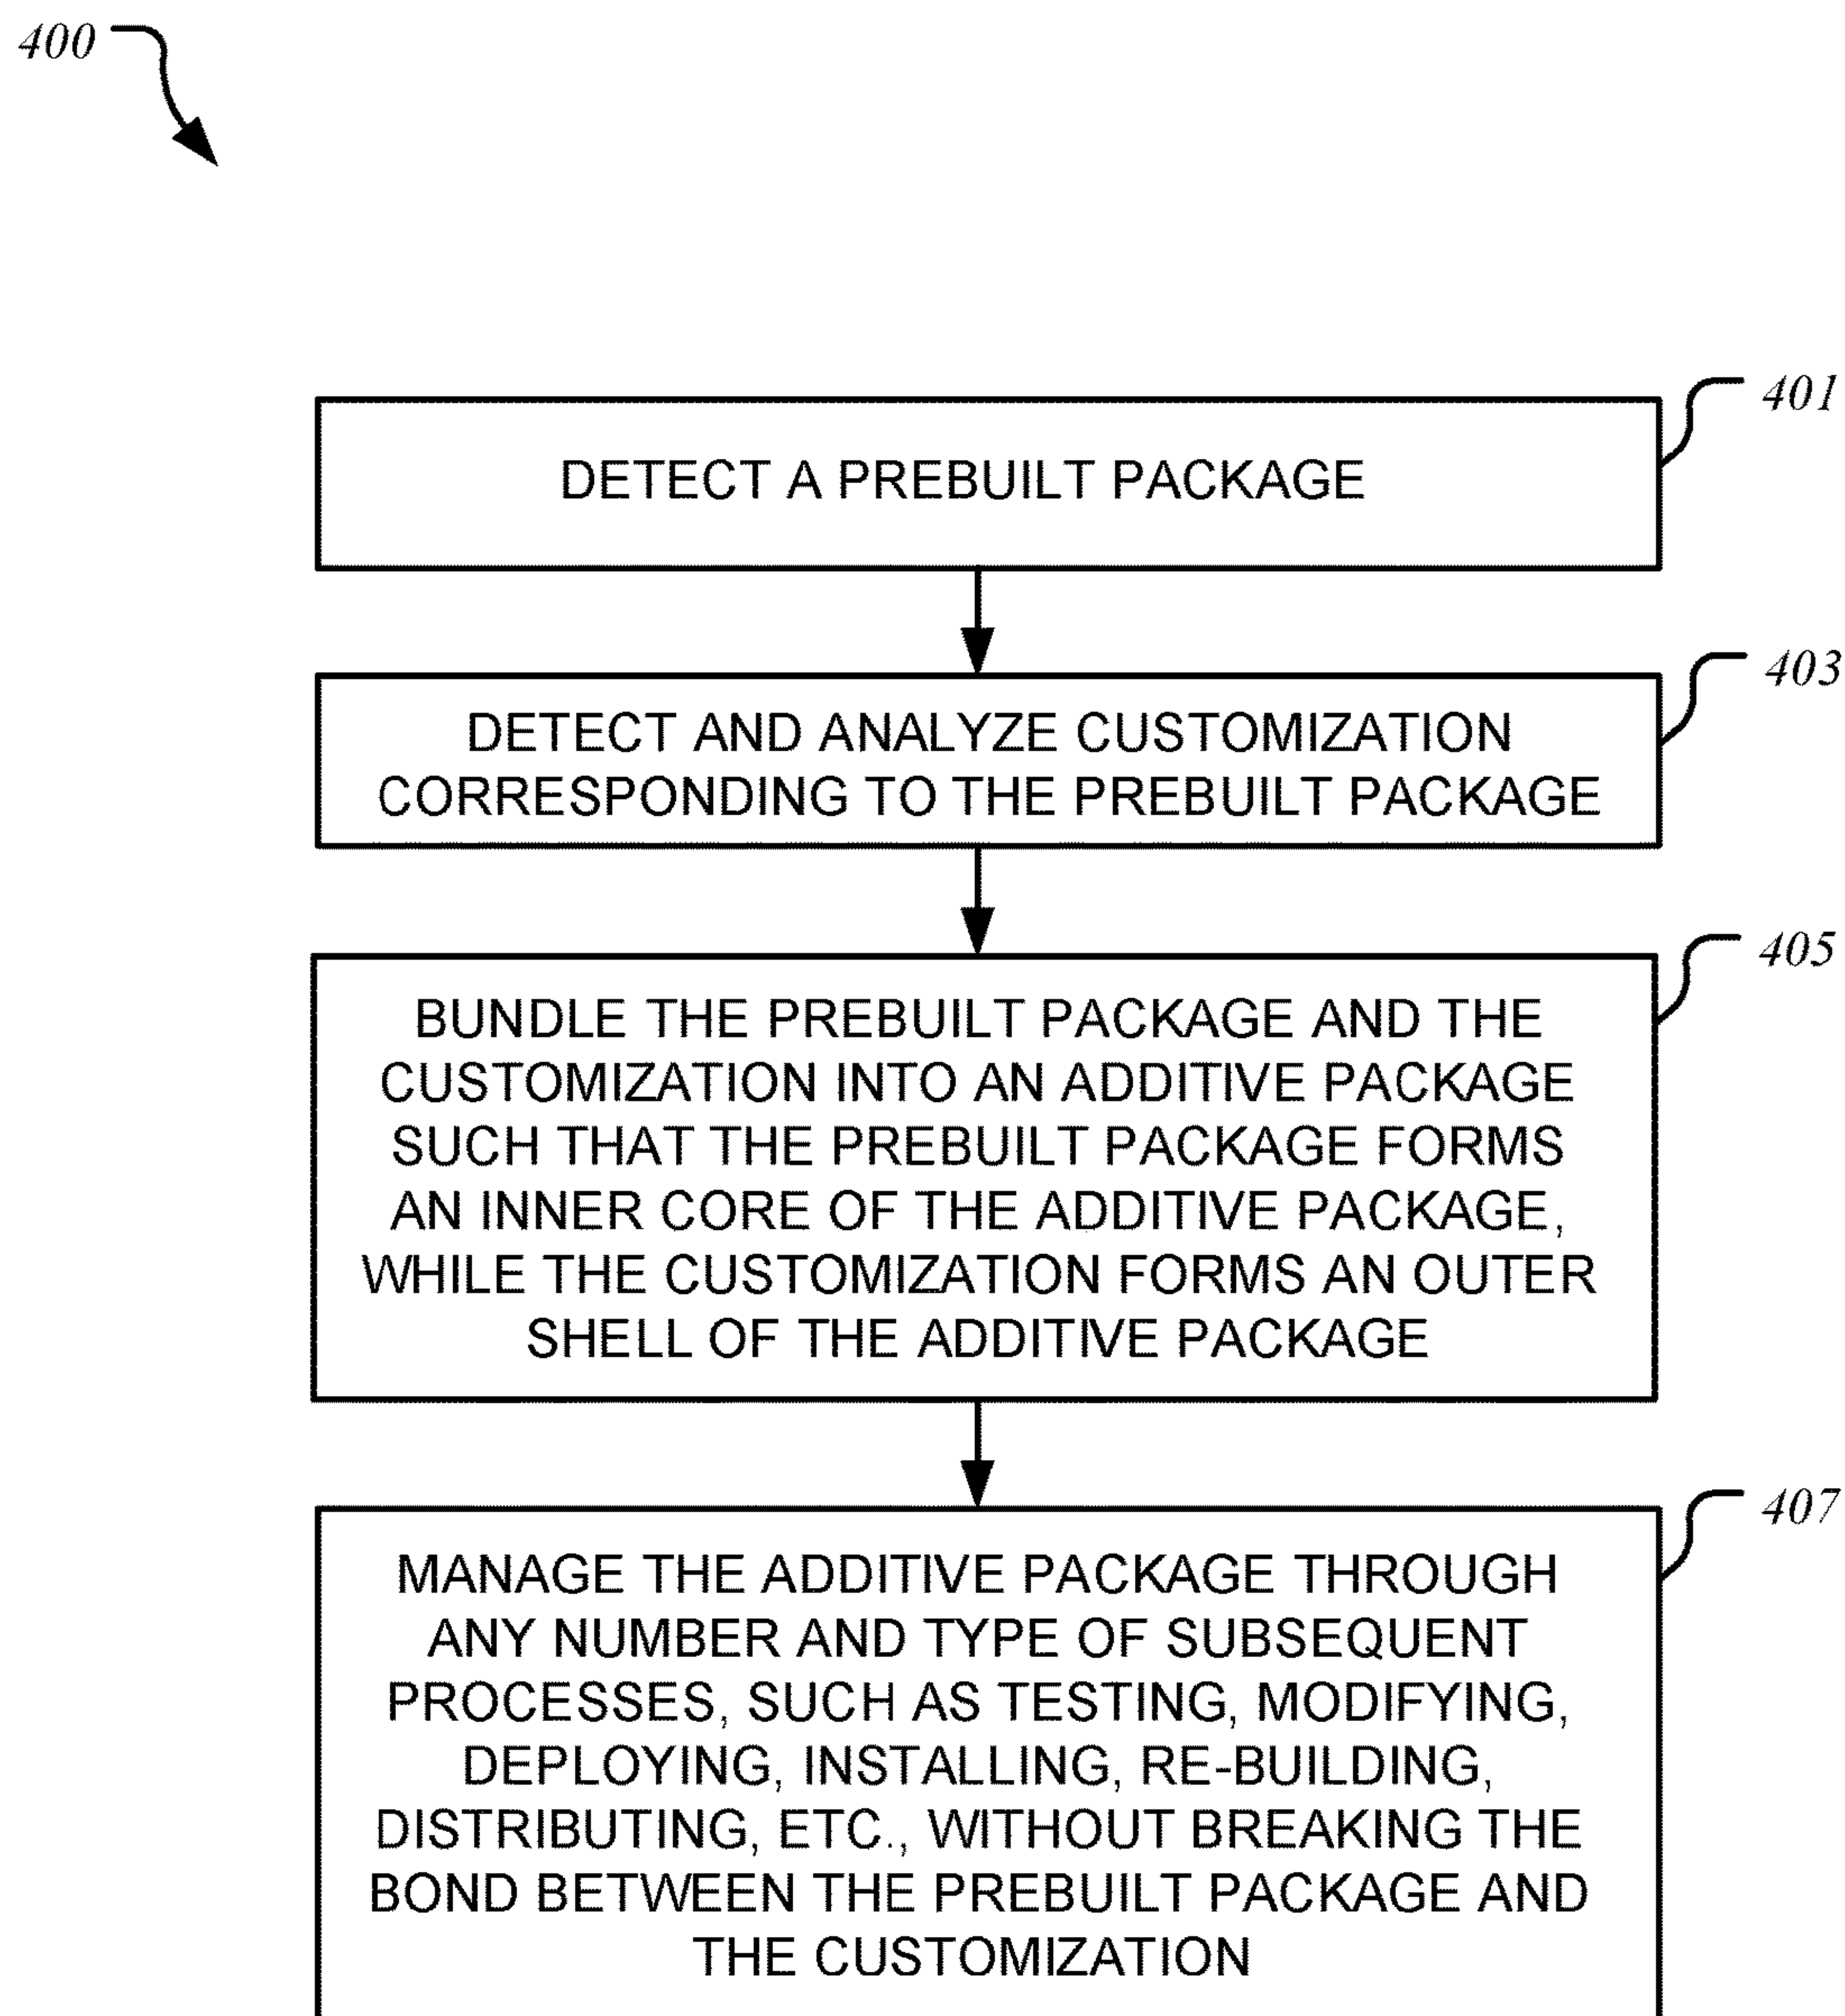 400
401
DETECT A PREBUILT PACKAGE
403
DETECT AND ANALYZE CUSTOMIZATION
CORRESPONDING TO THE PREBUILT PACKAGE
405
BUNDLE THE PREBUILT PACKAGE AND THE
CUSTOMIZATION INTO AN ADDITIVE PACKAGE
SUCH THAT THE PREBUILT PACKAGE FORMS
AN INNER CORE OF THE ADDITIVE PACKAGE,
WHILE THE CUSTOMIZATION FORMS AN OUTER
SHELL OF THE ADDITIVE PACKAGE
407
MANAGE THE ADDITIVE PACKAGE THROUGH
ANY NUMBER AND TYPE OF SUBSEQUENT
PROCESSES, SUCH AS TESTING, MODIFYING,
DEPLOYING, INSTALLING, RE-BUILDING,
DISTRIBUTING, ETC., WITHOUT BREAKING THE
BOND BETWEEN THE PREBUILT PACKAGE AND
THE CUSTOMIZATION